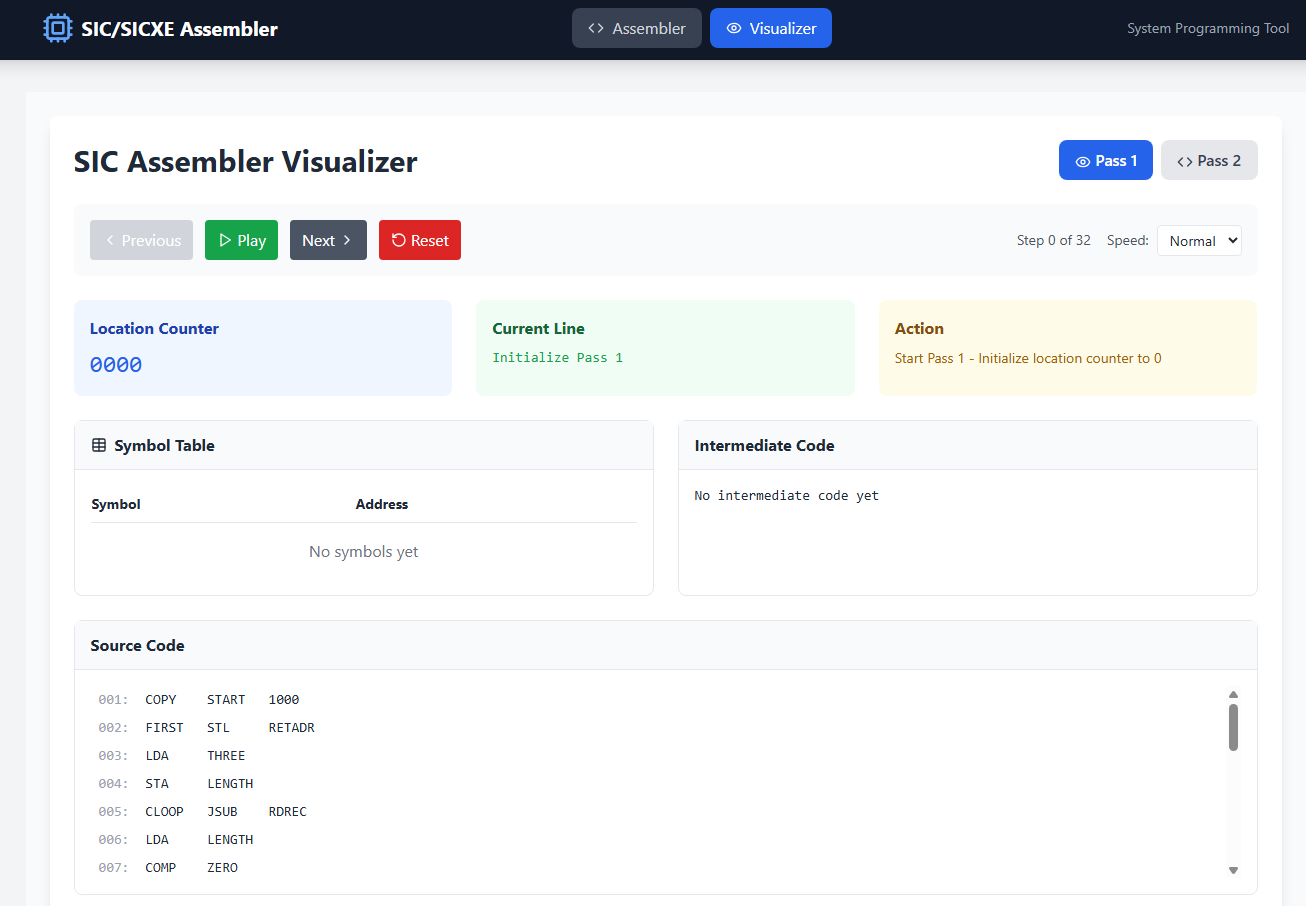 SIC/SICXE Assembler
<> Assembler
Visualizer
System Programming Tool
SIC Assembler Visualizer
Pass 1
<> Pass 2
Previous
Play
Next
Reset
Step 0 of 32
Speed:
Normal
Location Counter
0000
Current Line
Initialize Pass 1
Action
Start Pass 1 - Initialize location counter to 0
Symbol Table
Symbol Address
No symbols yet
Intermediate Code
No intermediate code yet
Source Code
001: COPY START 1000
002: FIRST STL RETADR
003: LDA THREE
004: STA LENGTH
005: CLOOP JSUB RDREC
006: LDA LENGTH
007: COMP ZERO